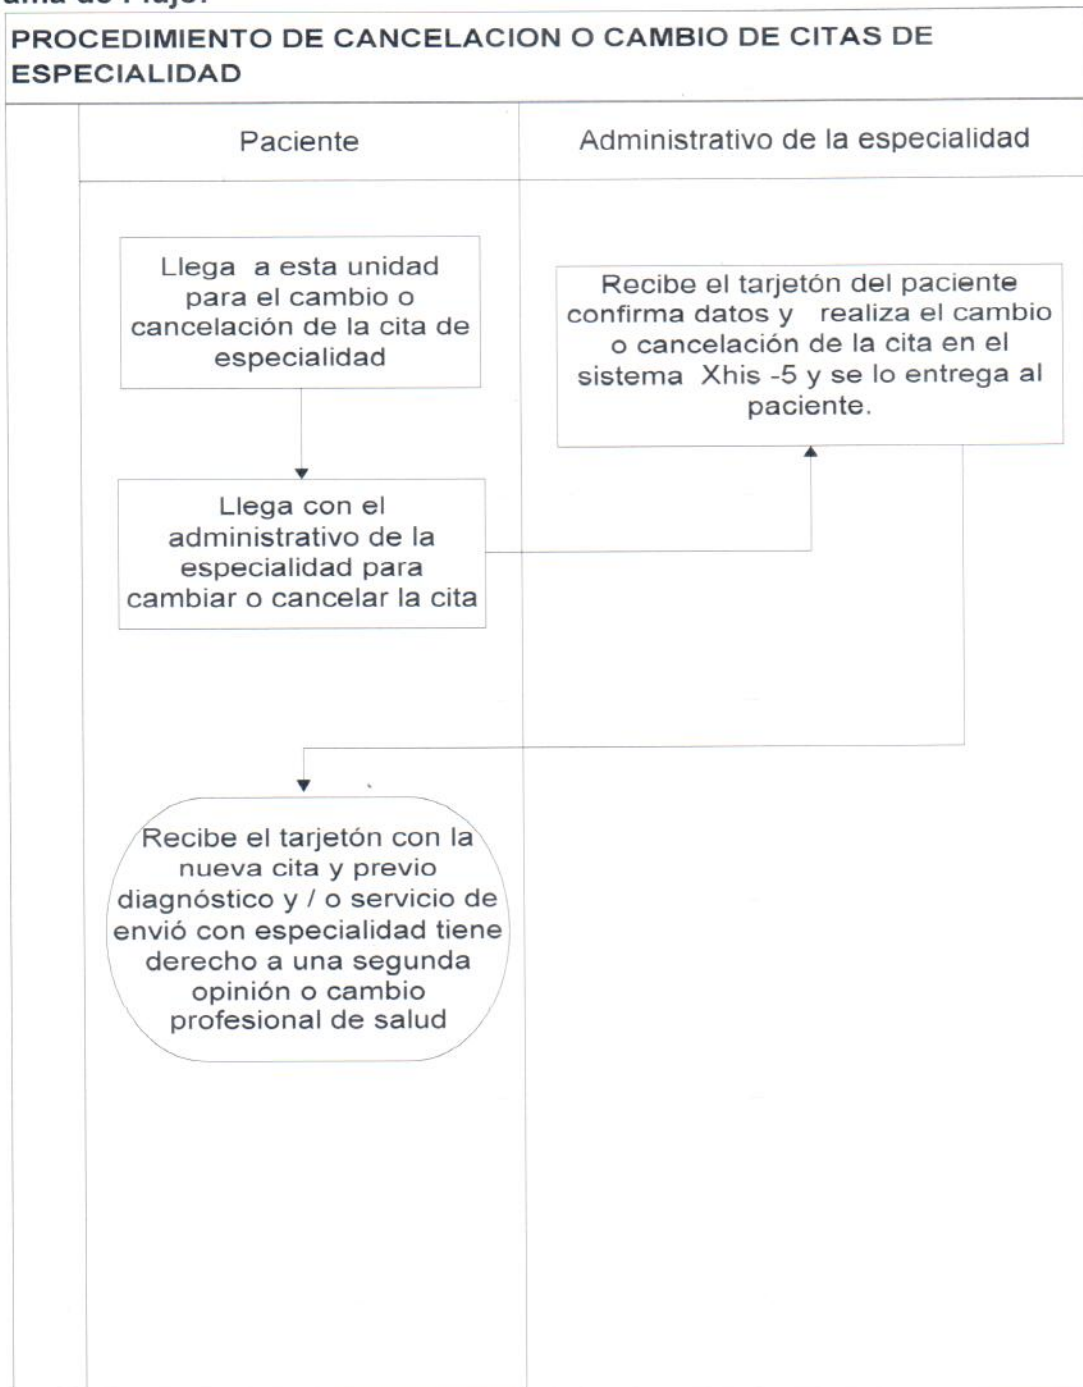 PROCEDIMIENTO DE CANCELACION O CAMBIO DE CITAS DE
ESPECIALIDAD
Paciente
Administrativo de la especialidad
Llega a esta unidad
para el cambio o
cancelación de la cita de
especialidad
Recibe el tarjetón del paciente
confirma datos y realiza el cambio
o cancelación de la cita en el
sistema Xhis -5 y se lo entrega al
paciente.
Llega con el
administrativo de la
especialidad para
cambiar o cancelar la cita
Recibe el tarjetón con la
nueva cita y previo
diagnóstico y / o servicio de
envió con especialidad tiene
derecho a una segunda
opinión o cambio
profesional de salud